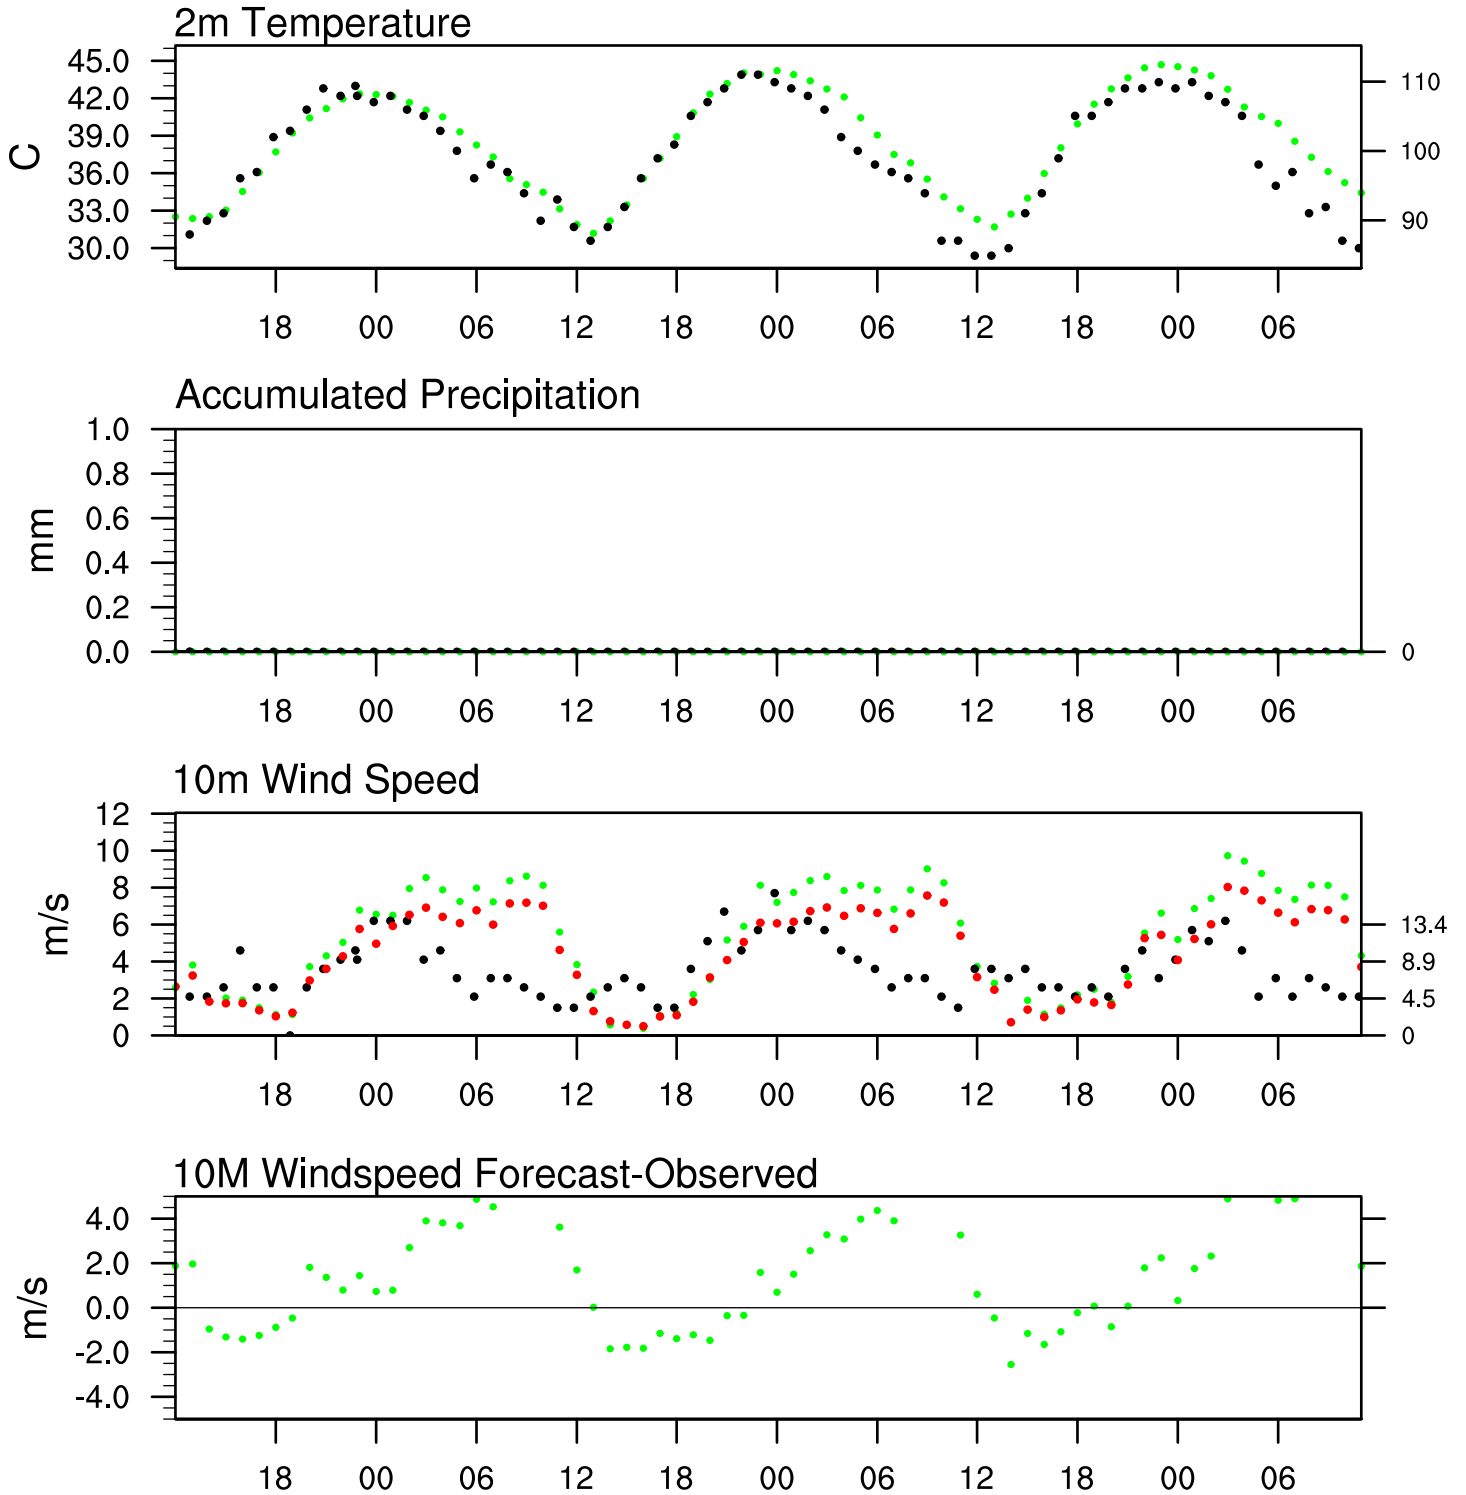 2m Temperature
45.0
42.0
39.0
36.0
33.0
30.0
C
110
100
90
18 00 06 12 18 00 06 12 18 00 06
Accumulated Precipitation
1.0
0.8
0.6
0.4
0.2
0.0
mm
0
18 00 06 12 18 00 06 12 18 00 06
10m Wind Speed
12
10
8
6
4
2
0
m/s
13.4
8.9
4.5
0
18 00 06 12 18 00 06 12 18 00 06
10M Windspeed Forecast-Observed
4.0
2.0
0.0
-2.0
-4.0
m/s
18 00 06 12 18 00 06 12 18 00 06